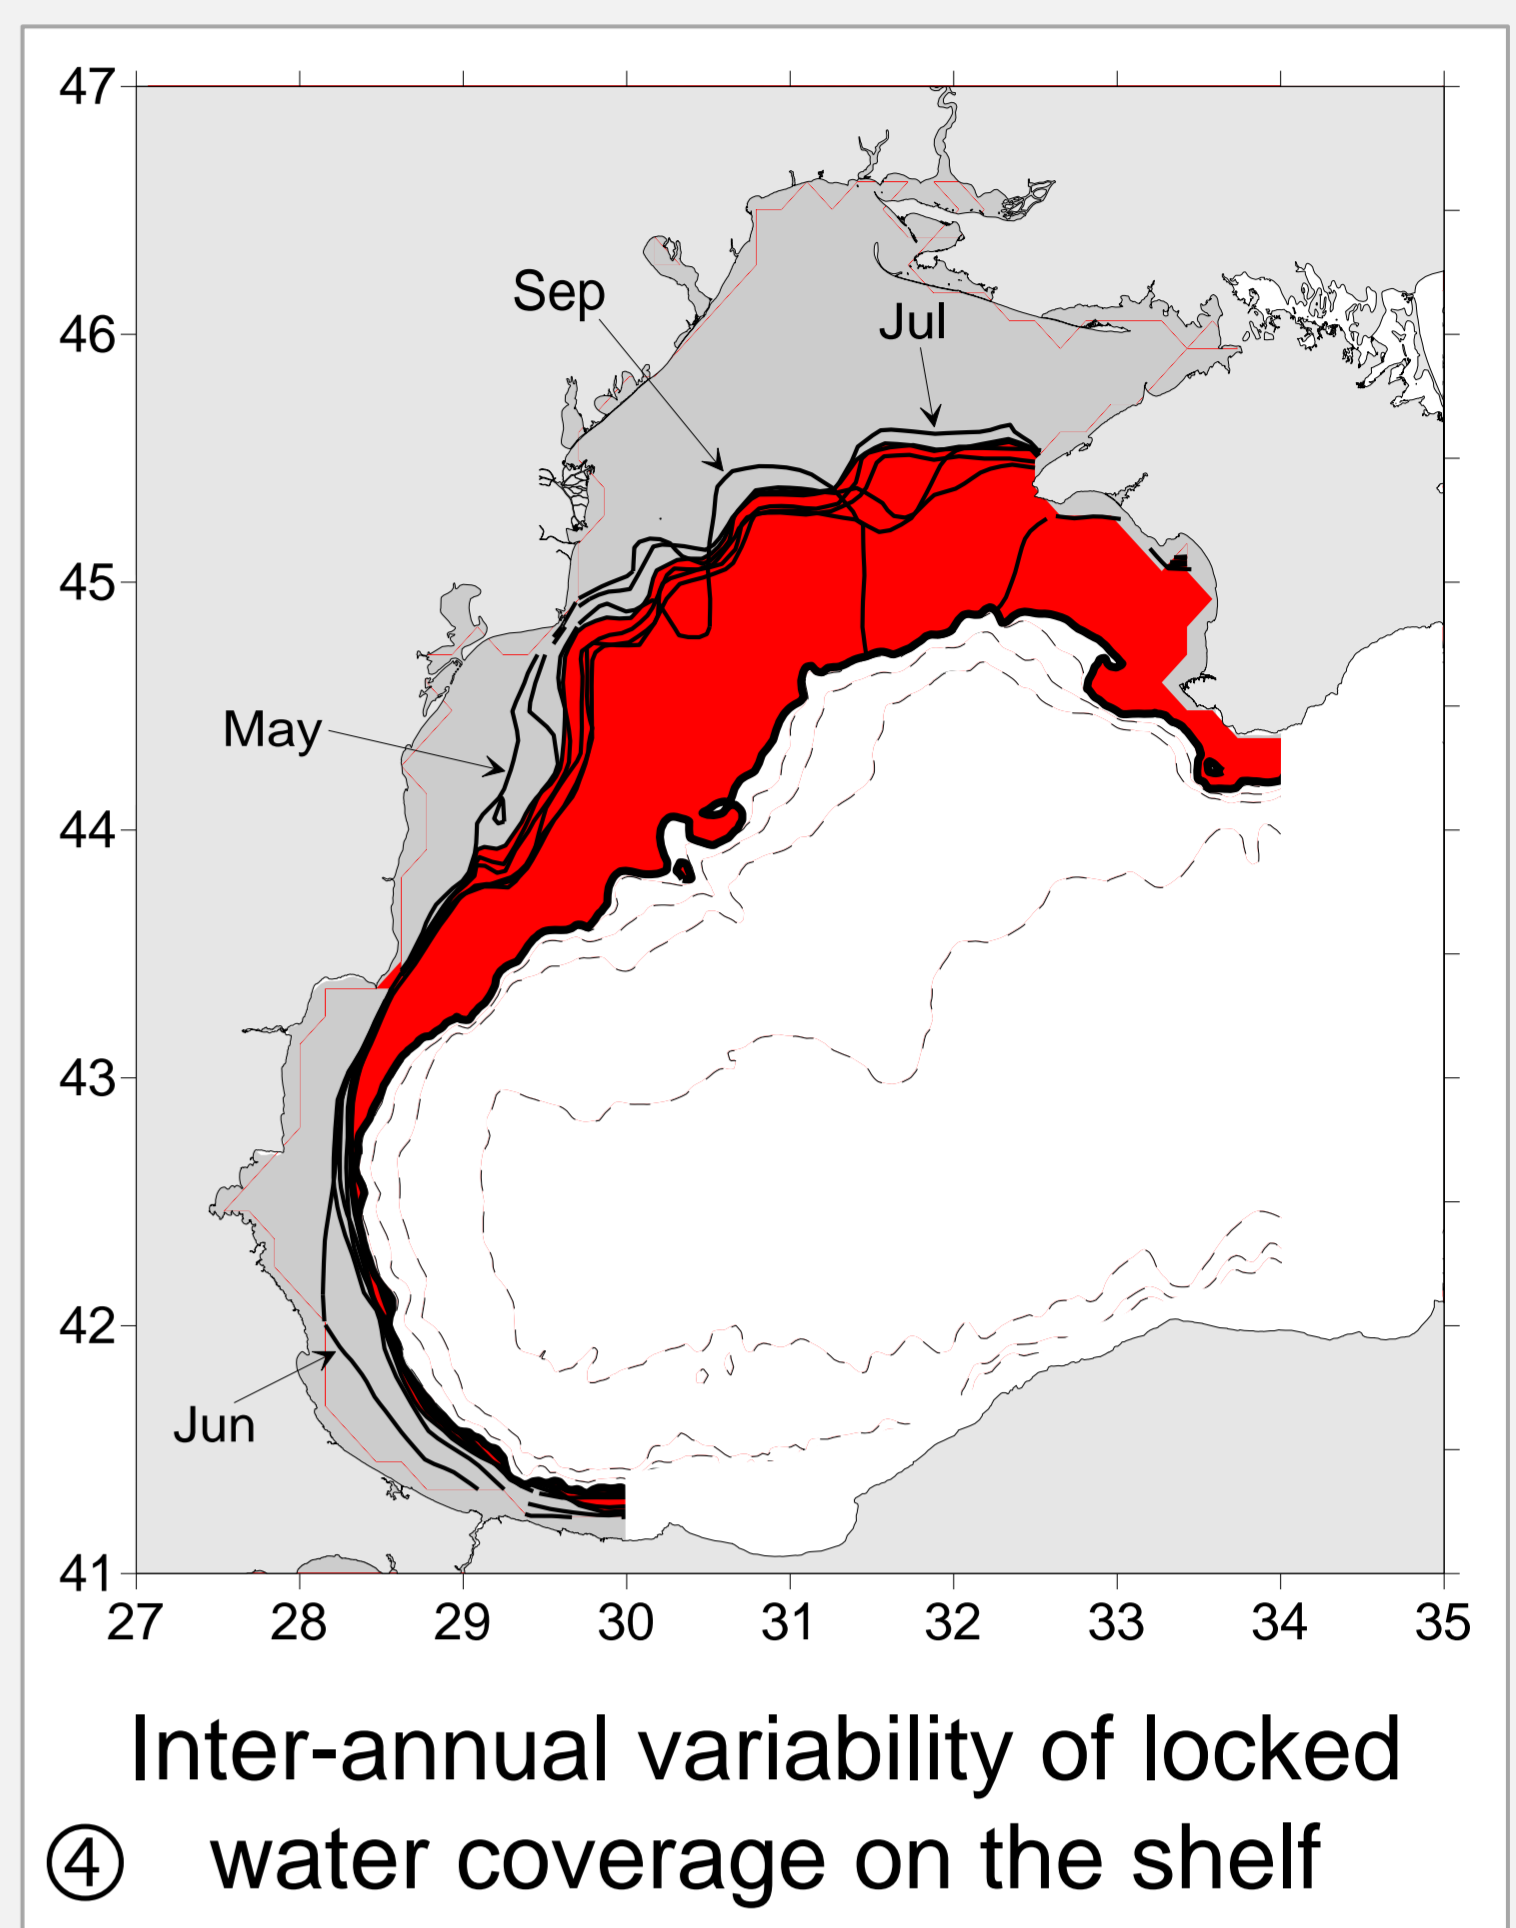 47
Sep
Jul
46
45
May
44
43
42
Jun
41
27 28 29 30 31 32 33 34 35
Inter-annual variability of locked
④ water coverage on the shelf